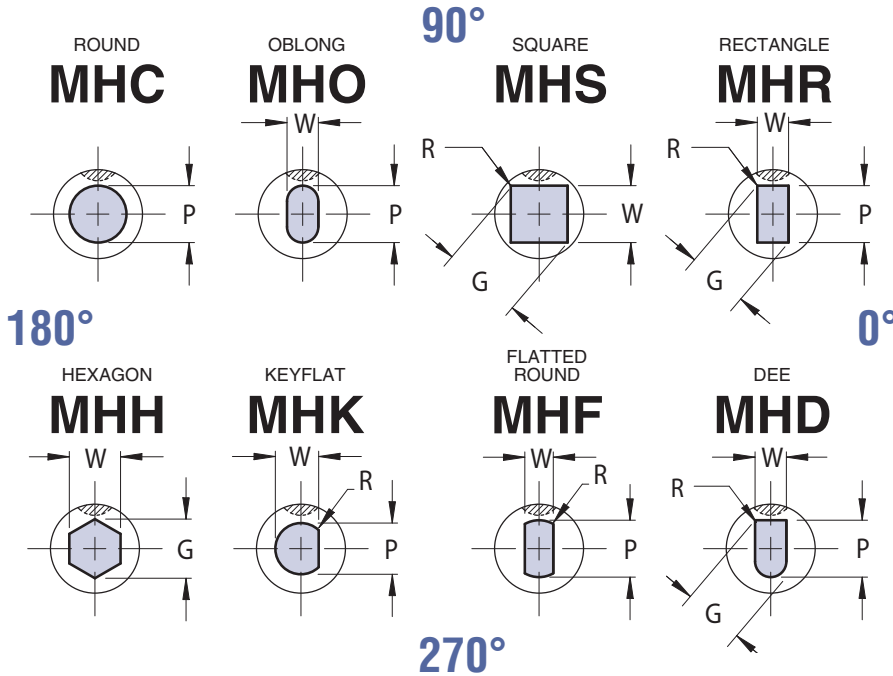 90°
ROUND
MHC
P
OBLONG
MHO
W
P
SQUARE
MHS
R
W
G
RECTANGLE
MHR
W
R
P
G
180°
0°
HEXAGON
MHH
W
G
KEYFLAT
MHK
W
R
P
FLATTED
ROUND
MHF
W
R
P
DEE
MHD
W
R
P
G
270°